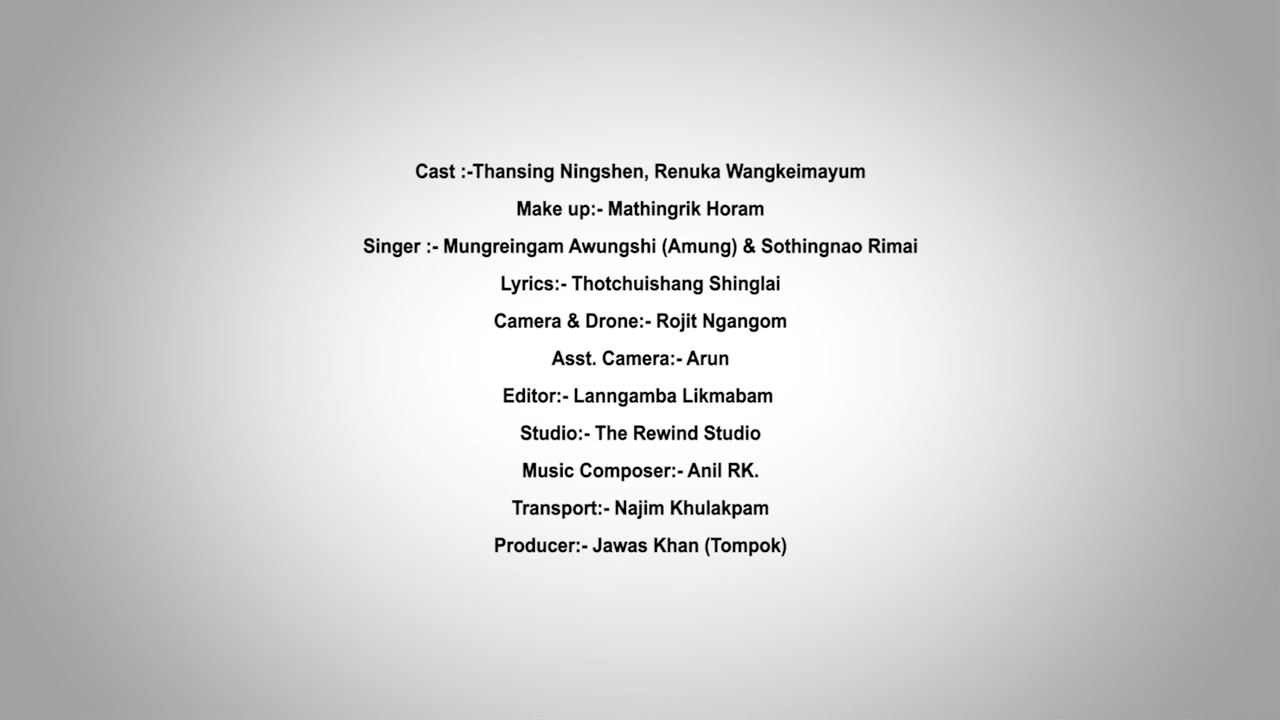 Cast :-Thansing Ningshen, Renuka Wangkeimayum
Make up:- Mathingrik Horam
Singer :- Mungreingam Awungshi (Amung) & Sothingnao Rimai
Lyrics:- Thotchuishang Shinglai
Camera & Drone:- Rojit Ngangom
Asst. Camera:- Arun
Editor:- Lanngamba Likmabam
Studio:- The Rewind Studio
Music Composer:- Anil RK.
Transport:- Najim Khulakpam
Producer:- Jawas Khan (Tompok)